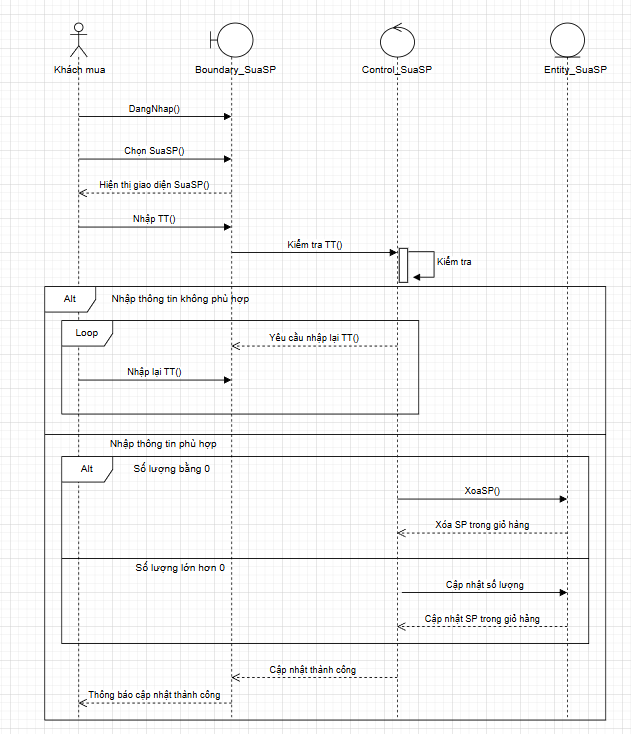 Khách mua
Boundary_SuaSP
Control_SuaSP
Entity_SuaSP
DangNhap()
Chọn SuaSP()
Hiện thị giao diện SuaSP()
Nhập TT()
Kiểm tra TT()
Kiểm tra
Alt
Nhập thông tin không phù hợp
Loop
Yêu cầu nhập lại TT()
Nhập lại TT()
Nhập thông tin phù hợp
Alt
Số lượng bằng 0
XoaSP()
Xóa SP trong giỏ hàng
Số lượng lớn hơn 0
Cập nhật số lượng
Cập nhật SP trong giỏ hàng
Cập nhật thành công
Thông báo cập nhật thành công